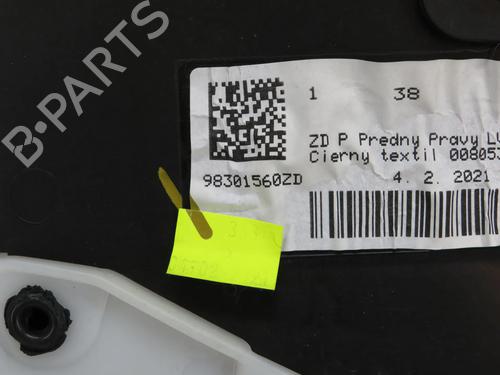 B-PARTS
1 38
ZD P Predny Pravy
Cierny textil
98301560ZD
4. 2. 2021